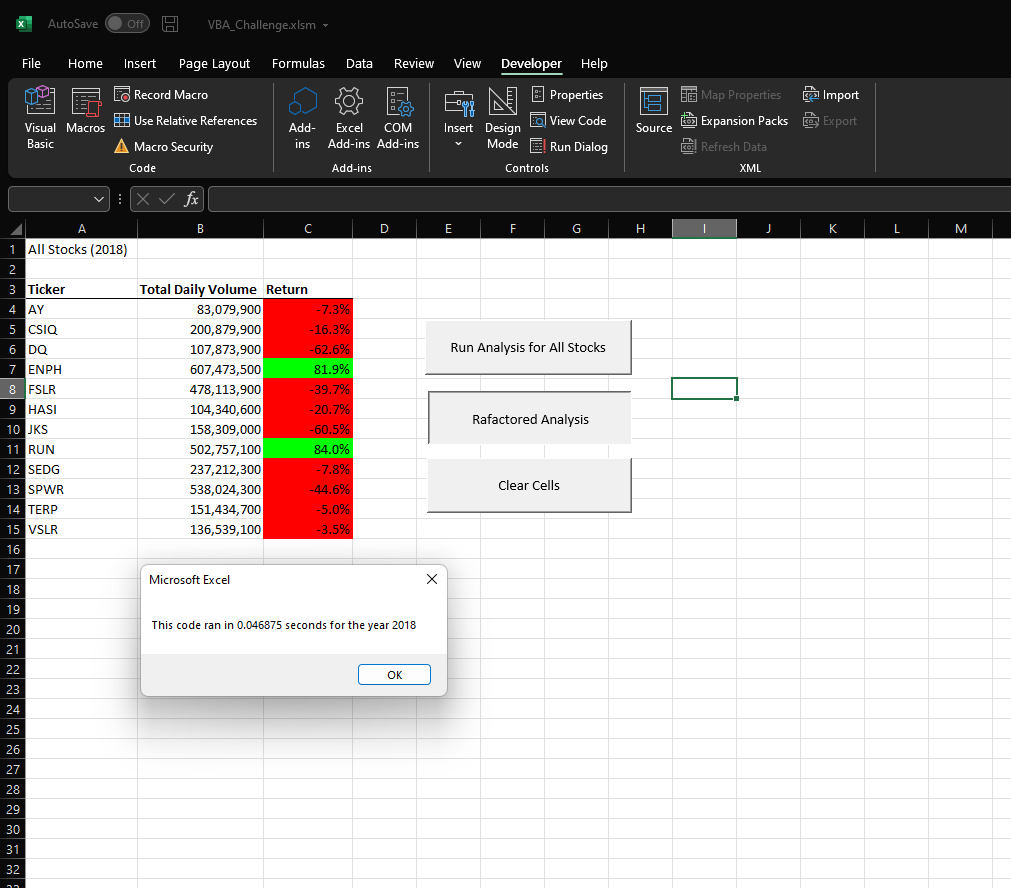 AutoSave Off VBA_Challenge.xlsm
File Home Insert Page Layout Formulas Data Review View Developer Help
Visual Basic
Macros
Record Macro
Use Relative References
Macro Security
Code
Add-ins
Excel Add-ins
COM Add-ins
Add-ins
Insert
Design Mode
Properties
View Code
Run Dialog
Controls
Source
Map Properties
Expansion Packs
Refresh Data
Import
Export
XML
fx
A B C D E F G H I J K L M
1 All Stocks (2018)
2
3 Ticker Total Daily Volume Return
4 AY 83,079,900 -7.3%
5 CSIQ 200,879,900 -16.3%
6 DQ 107,873,900 -62.6%
7 ENPH 607,473,500 81.9%
8 FSLR 478,113,900 -39.7%
9 HASI 104,340,600 -20.7%
10 JKS 158,309,000 -60.5%
11 RUN 502,757,100 84.0%
12 SEDG 237,212,300 -7.8%
13 SPWR 538,024,300 -44.6%
14 TERP 151,434,700 -5.0%
15 VSLR 136,539,100 -3.5%
Run Analysis for All Stocks
Rafactored Analysis
Clear Cells
16
17
18
19
20
21
22
23
24
25
26
27
28
29
30
31
32
Microsoft Excel
This code ran in 0.046875 seconds for the year 2018
OK